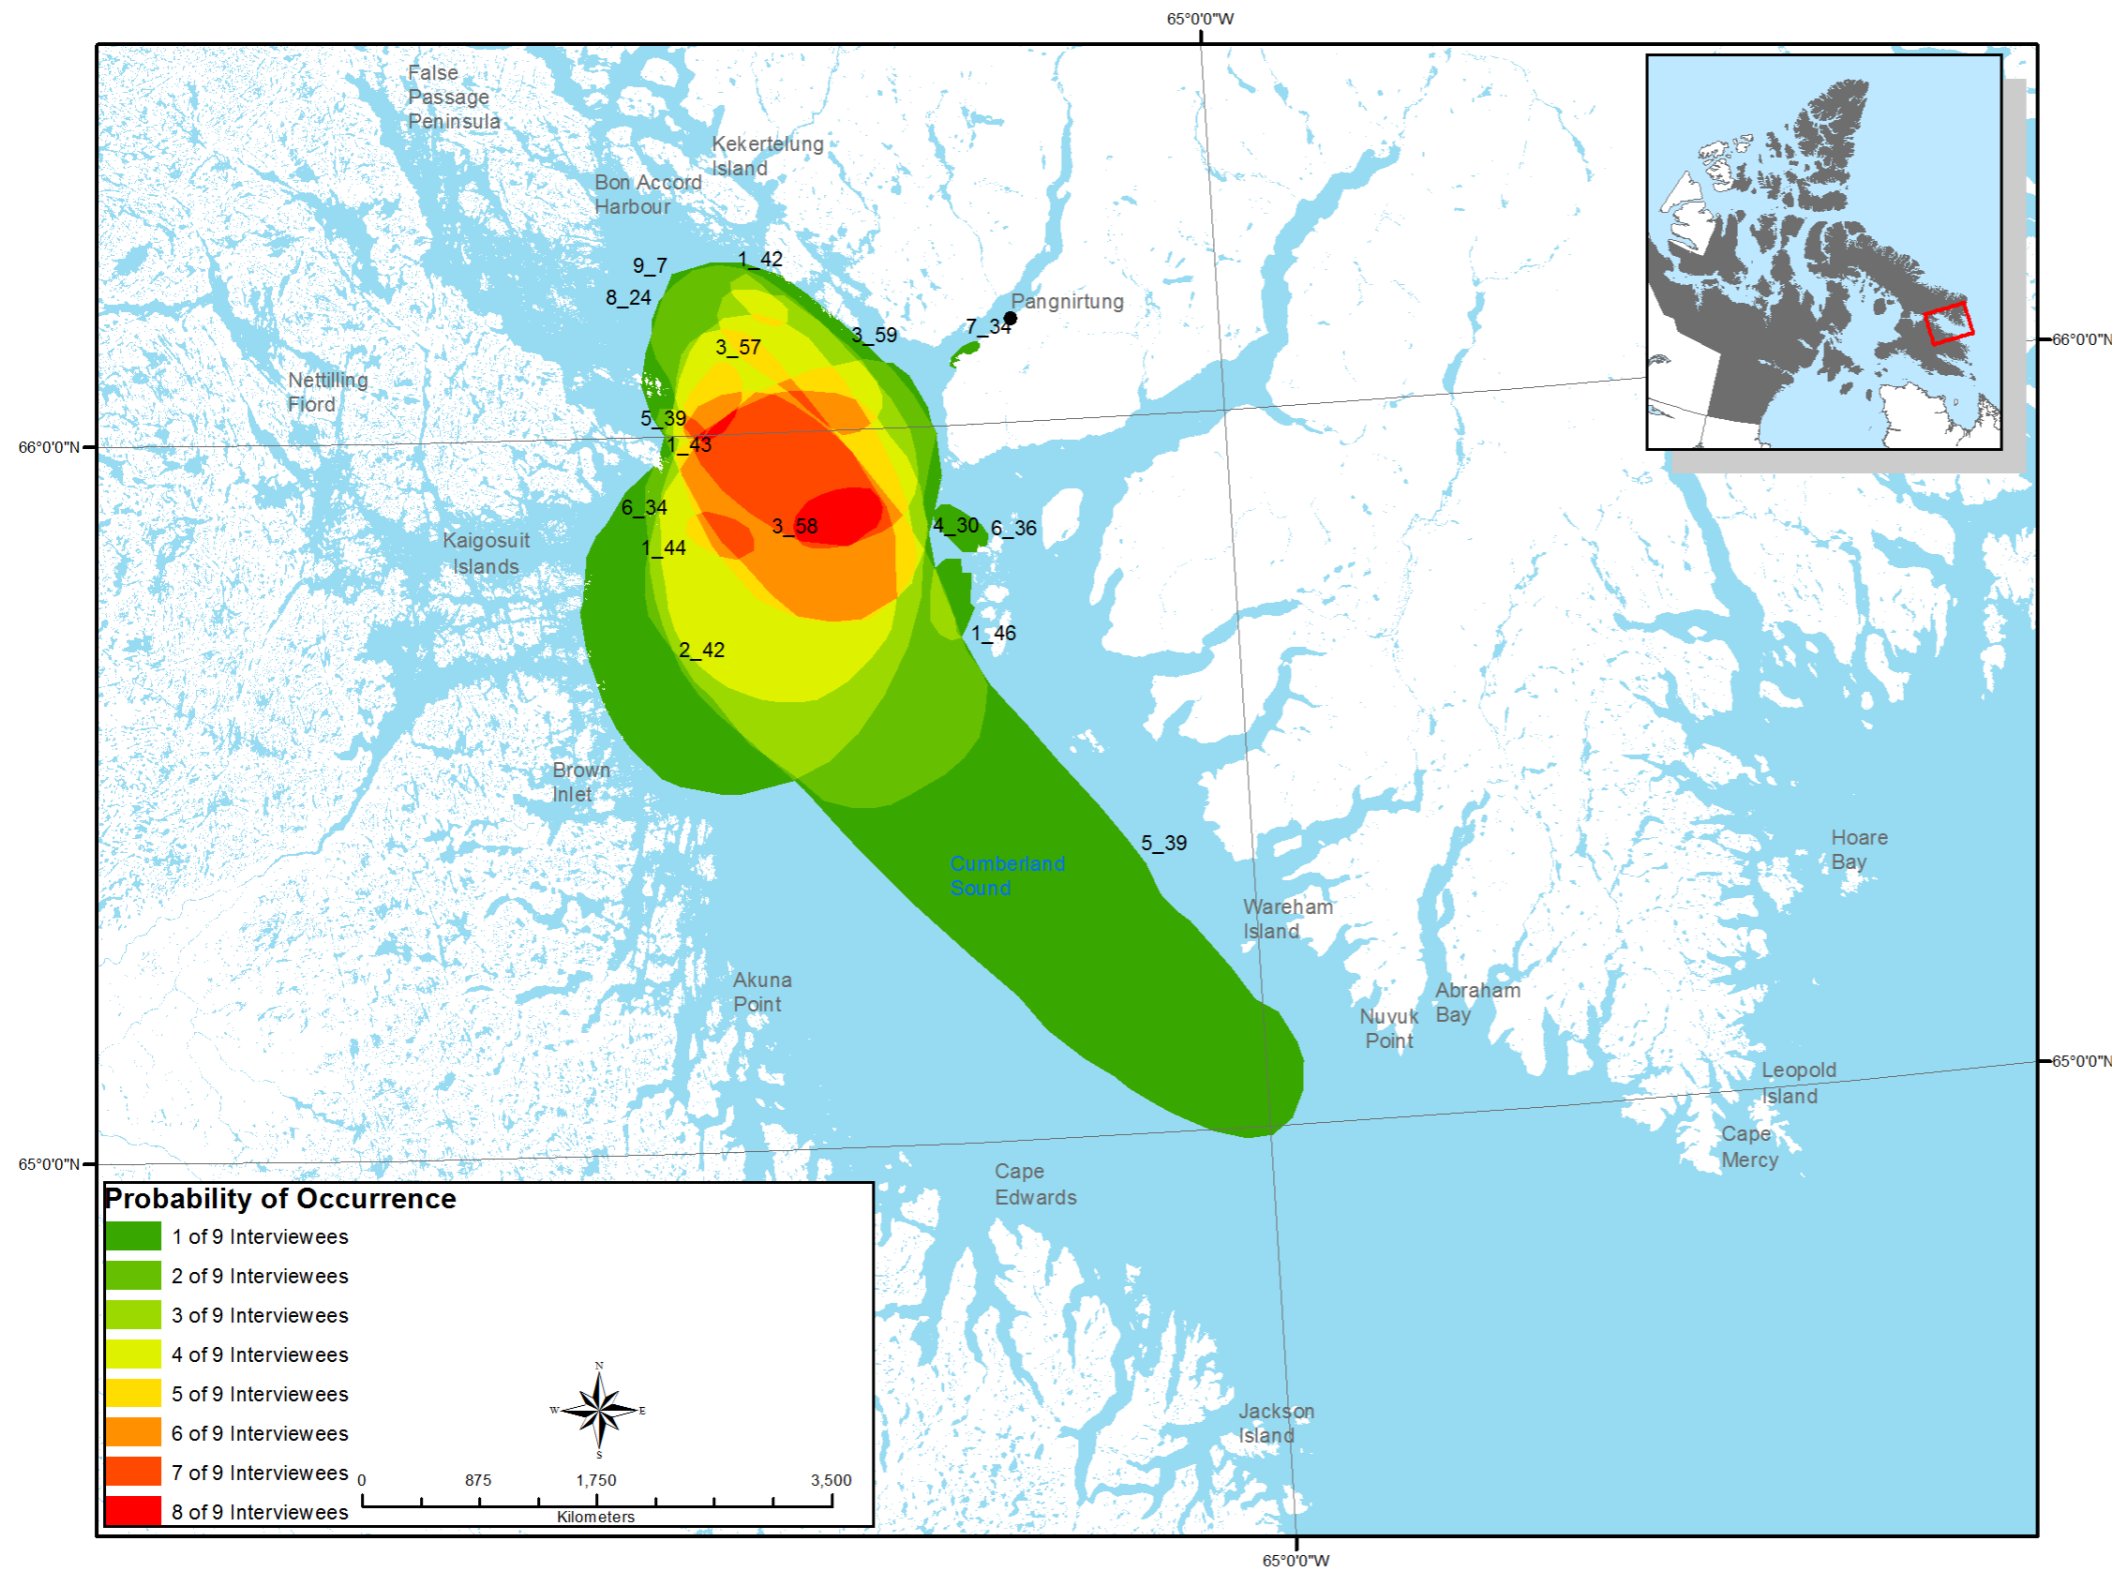 65°0'0"W
False
Passage
Peninsula
Kekertelung
Island
Bon Accord
Harbour
9_7
1_42
8_24
Pangnirtung
7_34
3_59
3_57
66°0'0"N
Nettilling
Fiord
5_39
1_43
66°0'0"N
6_34
3_58
4_30
6_36
Kaigosuit
Islands
1_44
1_46
2_42
Brown
Inlet
5_39
Hoare
Bay
Cumberland
Sound
Wareham
Island
Akuna
Point
Abraham
Bay
Nuvuk
Point
65°0'0"N
Leopold
Island
Cape
Mercy
65°0'0"N
Cape
Edwards
Jackson
Island
Probability of Occurrence
1 of 9 Interviewees
2 of 9 Interviewees
3 of 9 Interviewees
4 of 9 Interviewees
5 of 9 Interviewees
6 of 9 Interviewees
7 of 9 Interviewees
8 of 9 Interviewees
N
W E
S
0 875 1,750 3,500
Kilometers
65°0'0"W